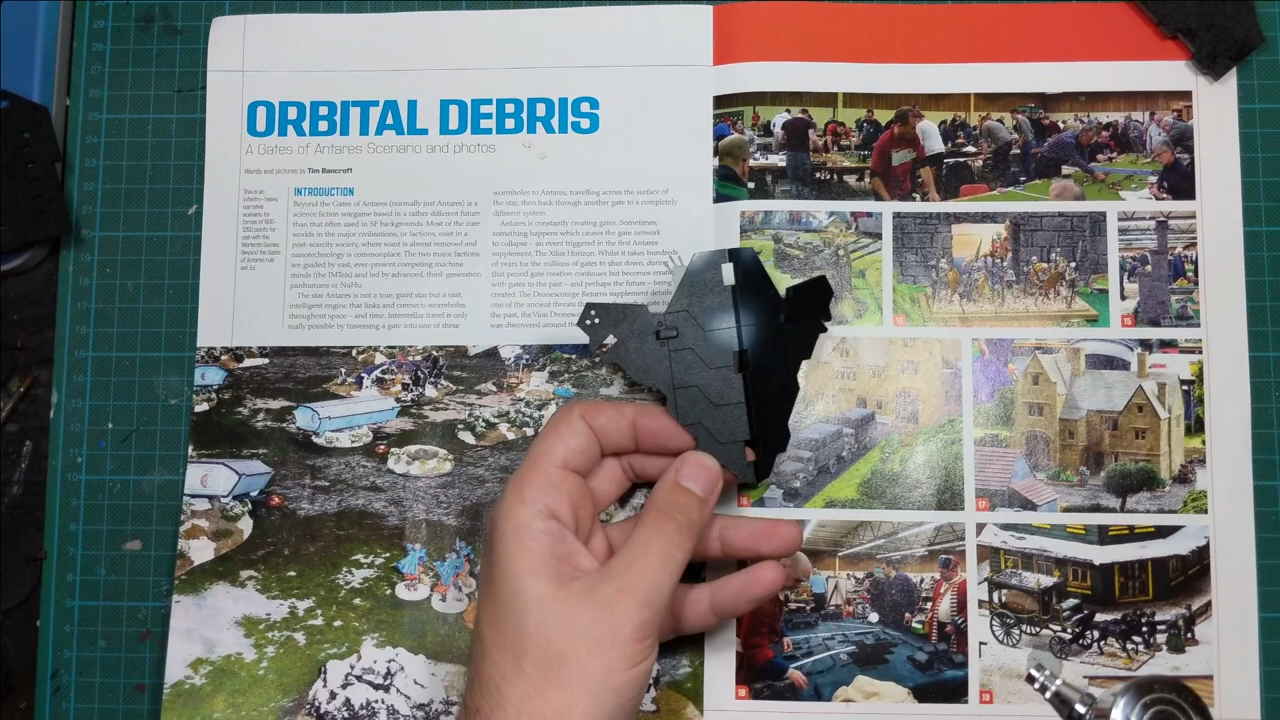 ORBITAL DEBRIS
A Gates of Antares Scenario and photos
Words and pictures by Tim Bancroft
This is an
infantry-heavy
narrative
scenario for
forces of 500-
1250 points for
use with the
Warlords Games'
Beyond the Gates
of Antares rule
set Ed.
INTRODUCTION
Beyond the Gates of Antares (normally just Antares) is a
science fiction wargame based in a rather different future
than that often used in SF backgrounds. Most of the core
worlds in the major civilisations, or factions, exist in a
post-scarcity society, where want is almost removed and
nanotechnology is commonplace. The two major factions
are guided by vast, ever-present competing machine
minds (the IMTels) and led by advanced, third-generation
panhumans or NuHu.
The star Antares is not a true, giant star but a vast,
intelligent engine that links and connects wormholes
throughout space – and time. Interstellar travel is only
really possible by traversing a gate into one of these
wormholes to Antares, travelling across the surface of
the star, then back through another gate to a completely
different system.
Antares is constantly creating gates. Sometimes,
something happens which causes the gate network
to collapse – an event triggered in the first Antares
supplement, The Xilos Horizon. Whilst it takes hundreds
of years for the millions of gates to shut down, during
that period gate creation continues but becomes erratic
with gates to the past – and perhaps the future – being
created. The Dronescourge Returns supplement details
one of the ancient threats through a gate to
the past, the Virai Dronesc
was discovered around the
15
16
17
18
19